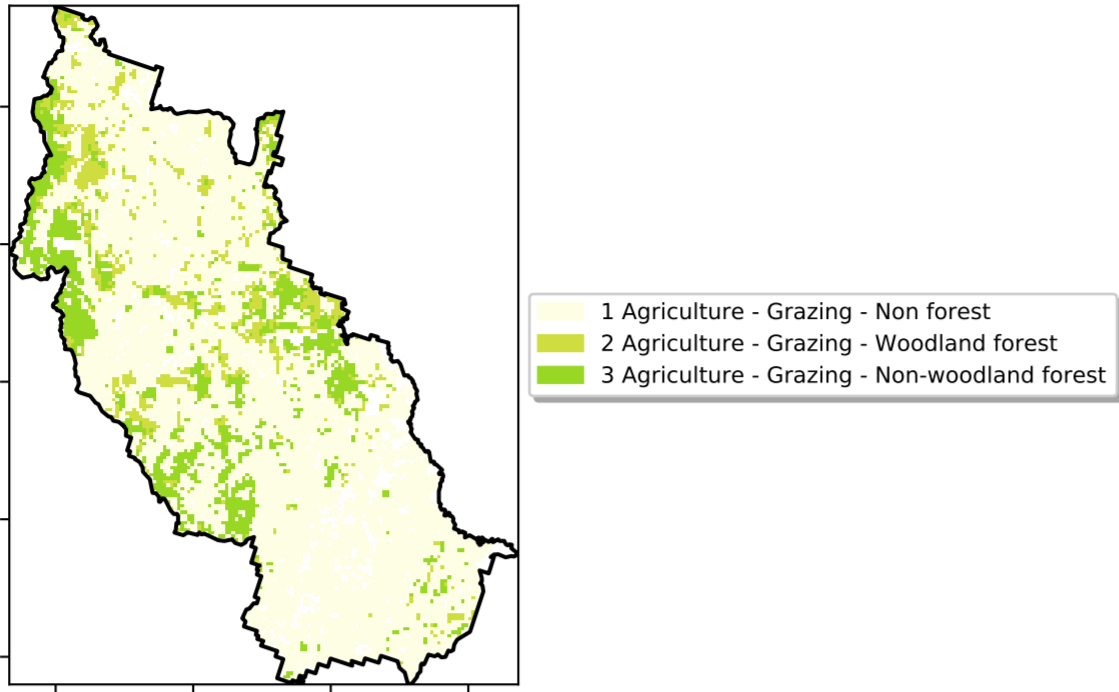 1 Agriculture - Grazing - Non forest
2 Agriculture - Grazing - Woodland forest
3 Agriculture - Grazing - Non-woodland forest